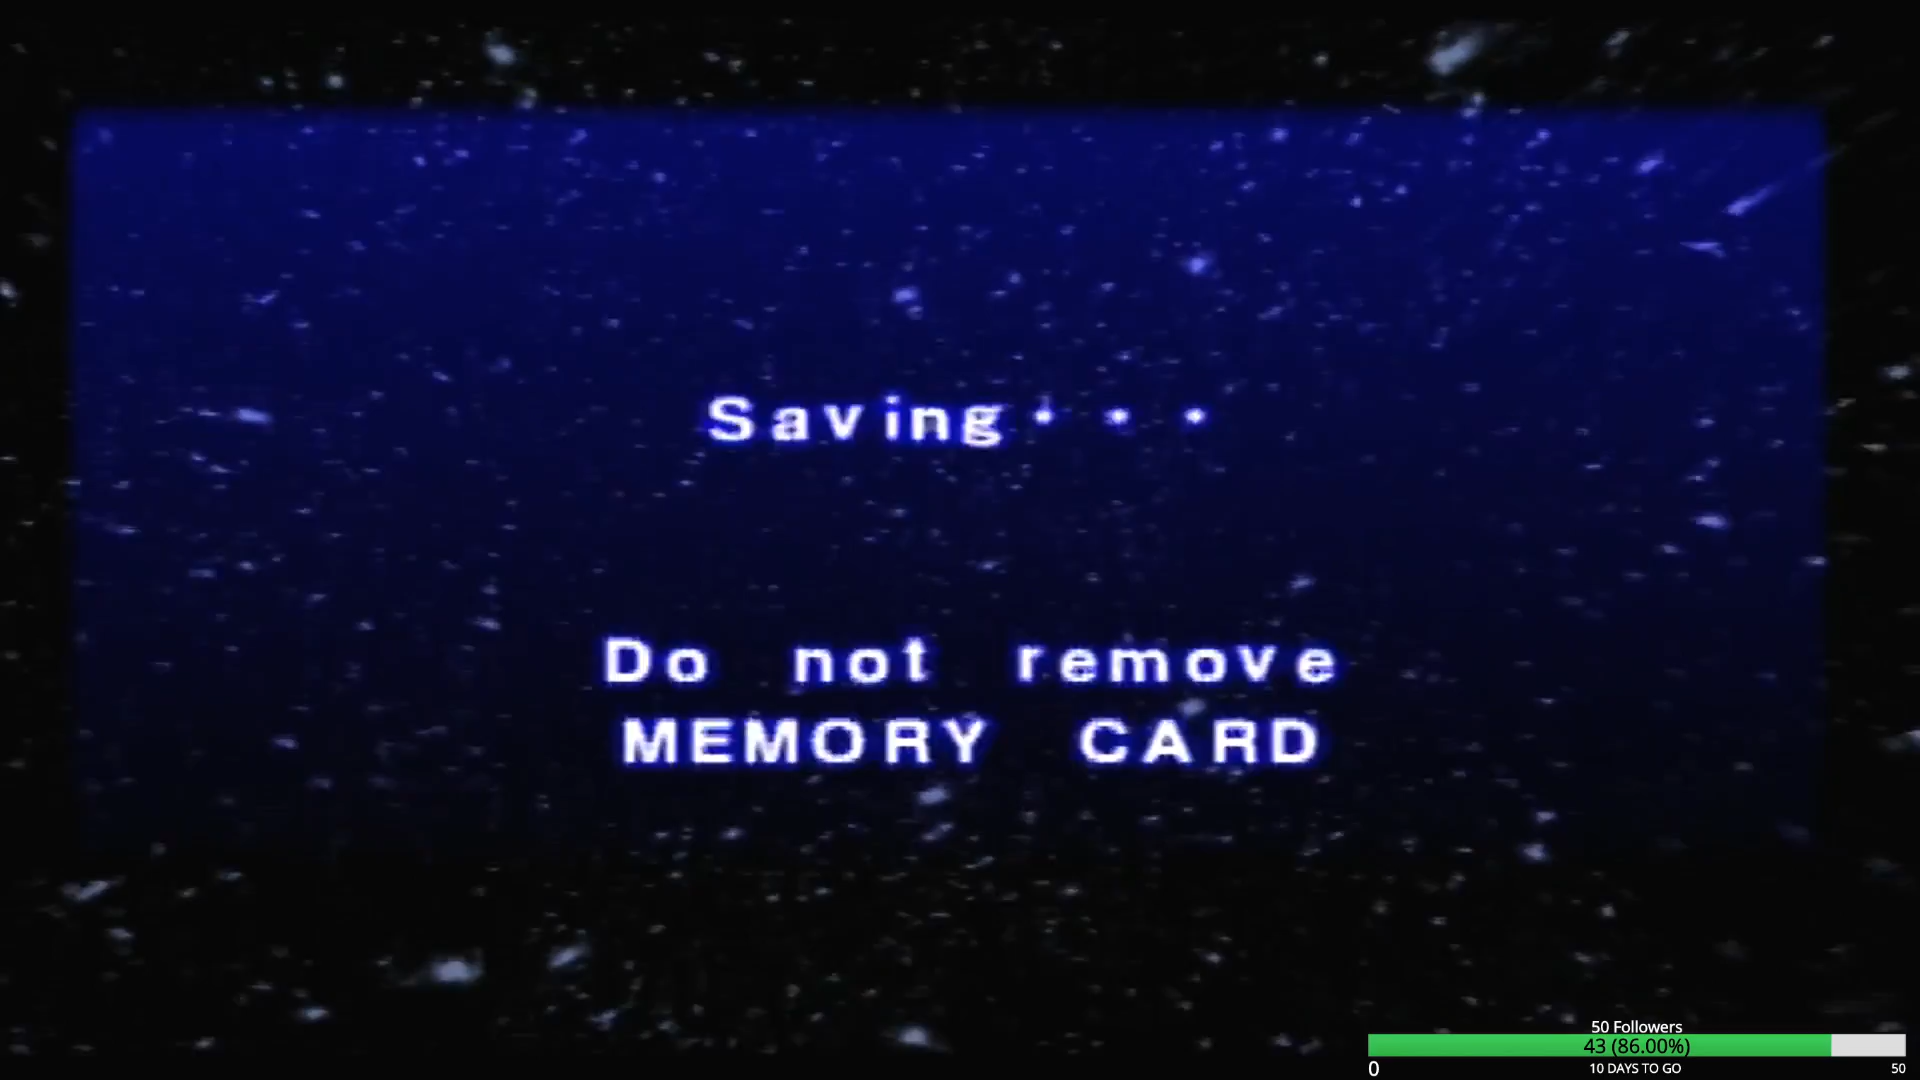 Saving・・・
Do not remove
MEMORY CARD
50 Followers
43 (86.00%)
0 10 DAYS TO GO 50